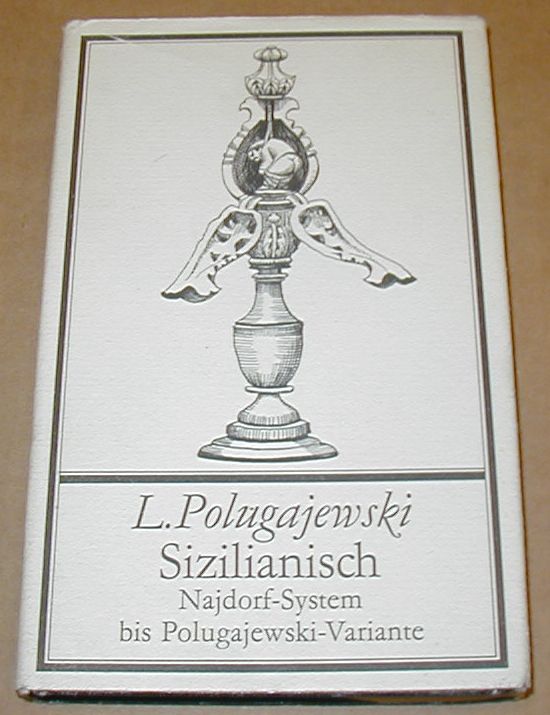 L. Polugajewski
Sizilianisch
Najdorf-System
bis Polugajewski-Variante